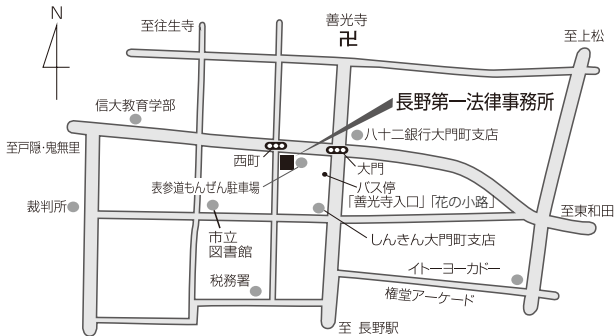 N
至往生寺
善光寺
卍
至上松
長野第一法律事務所
信大教育学部
八十二銀行大門町支店
至戸隠・鬼無里
西町
大門
表参道もんぜん駐車場
バス停
「善光寺入口」「花の小路」
裁判所
至東和田
市立
図書館
しんきん大門町支店
イトーヨーカドー
税務署
権堂アーケード
至 長野駅